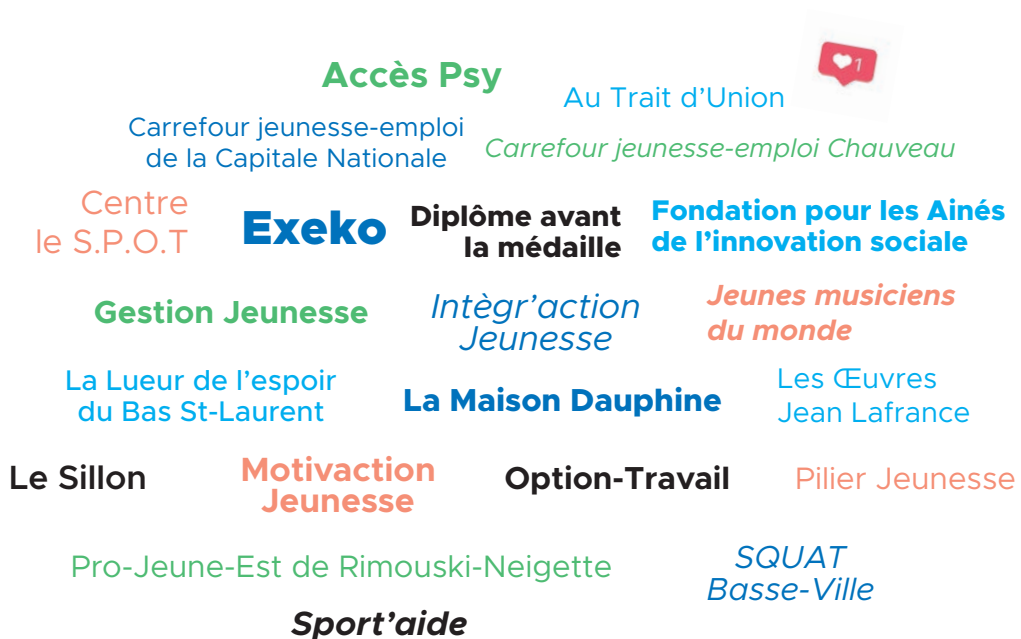 Accès Psy
1
Au Trait d’Union
Carrefour jeunesse-emploi
de la Capitale Nationale
Carrefour jeunesse-emploi Chauveau
Centre
le S.P.O.T
Exeko
Diplôme avant
la médaille
Fondation pour les Ainés
de l’innovation sociale
Gestion Jeunesse
Intègr’action
Jeunesse
Jeunes musiciens
du monde
La Lueur de l’espoir
du Bas St-Laurent
La Maison Dauphine
Les Œuvres
Jean Lafrance
Le Sillon
Motivaction
Jeunesse
Option-Travail
Pilier Jeunesse
Pro-Jeune-Est de Rimouski-Neigette
SQUAT
Basse-Ville
Sport’aide